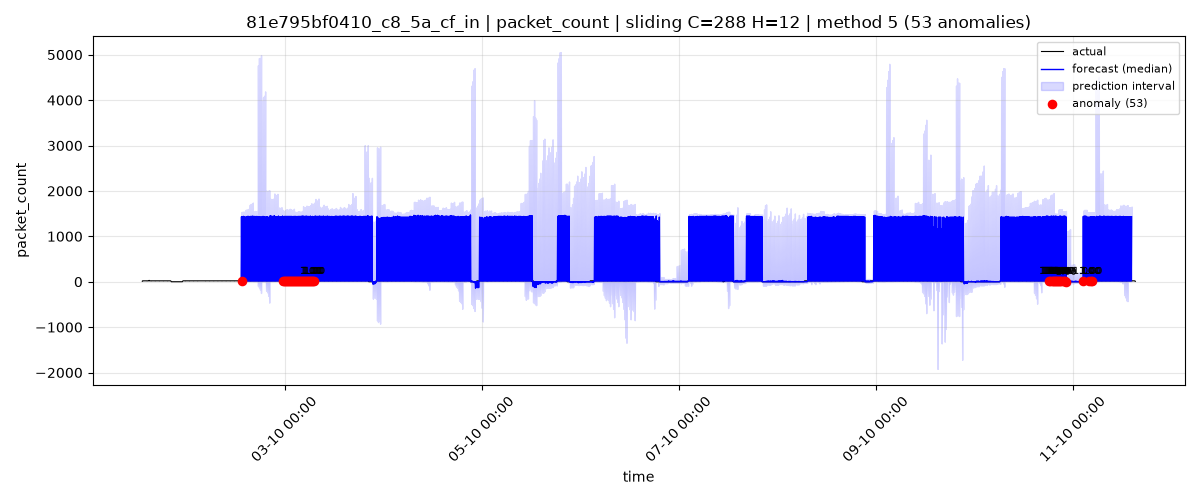 81e795bf0410_c8_5a_cf_in | packet_count | sliding C=288 H=12 | method 5 (53 anomalies)
actual
forecast (median)
prediction interval
anomaly (53)
packet_count
5000
4000
3000
2000
1000
0
−1000
−2000
03-10 00:00
05-10 00:00
07-10 00:00
09-10 00:00
11-10 00:00
time